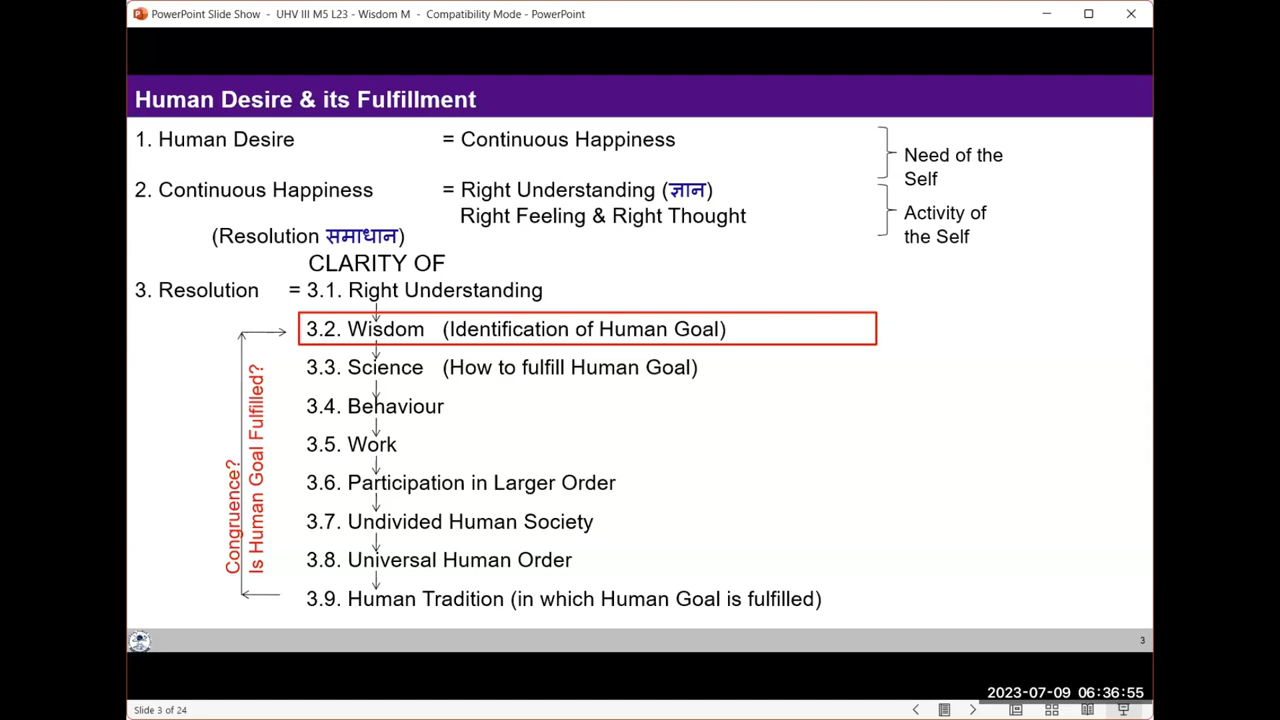 PowerPoint Slide Show - UHV III M5 L23 - Wisdom M - Compatibility Mode - PowerPoint
Human Desire & its Fulfillment
1. Human Desire = Continuous Happiness
Need of the
Self
2. Continuous Happiness = Right Understanding (ज्ञान)
Right Feeling & Right Thought
Activity of
the Self
(Resolution समाधान)
CLARITY OF
3. Resolution = 3.1. Right Understanding
3.2. Wisdom (Identification of Human Goal)
3.3. Science (How to fulfill Human Goal)
3.4. Behaviour
3.5. Work
3.6. Participation in Larger Order
3.7. Undivided Human Society
3.8. Universal Human Order
3.9. Human Tradition (in which Human Goal is fulfilled)
Congruence?
Is Human Goal Fulfilled?
3
2023-07-09 06:36:55
Slide 3 of 24